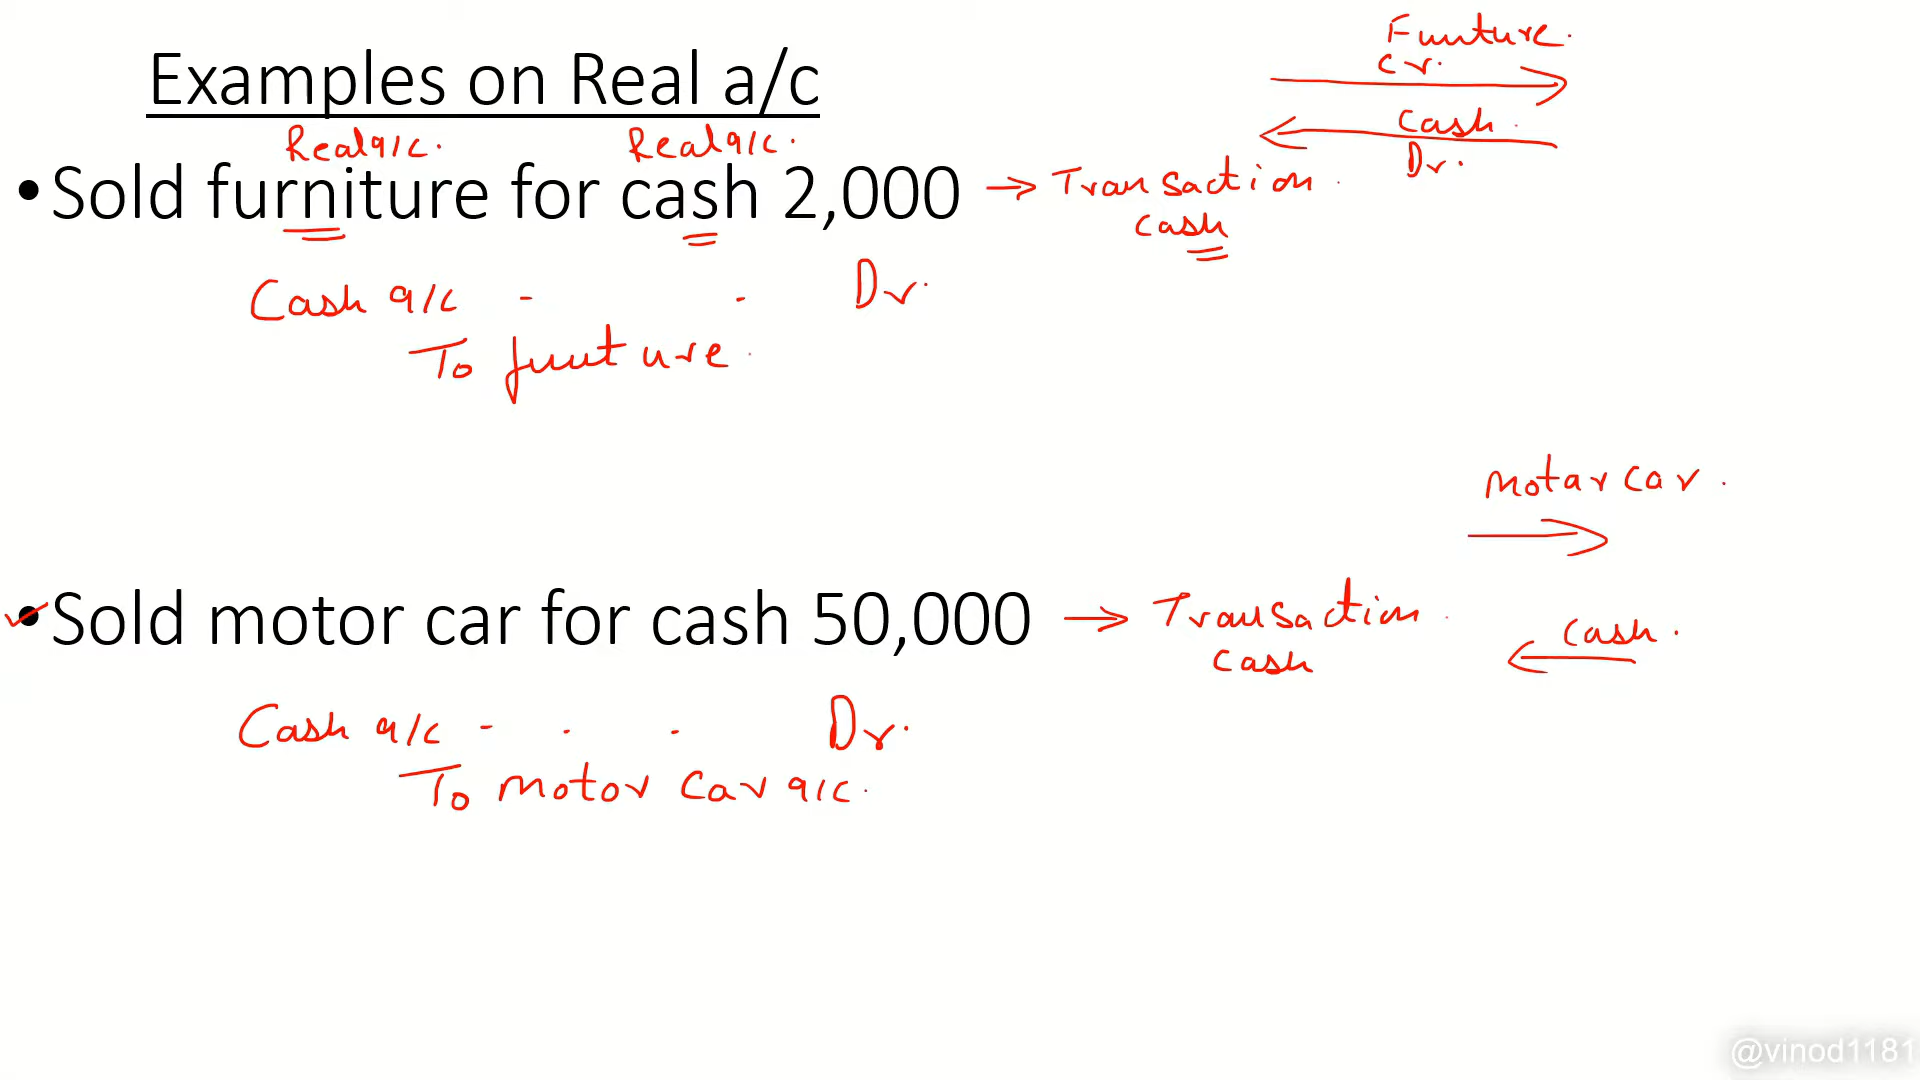 Examples on Real a/c
Real a/c. Real a/c.
• Sold furniture for cash 2,000 → Transaction
cash
Funture.
Cr.
Cash
Dr.
Cash a/c - - Dr.
To funture
• Sold motor car for cash 50,000 → Transaction
cash
Motar car.
Cash.
Cash a/c - - - Dr.
To motor Car a/c.
@vinod1181